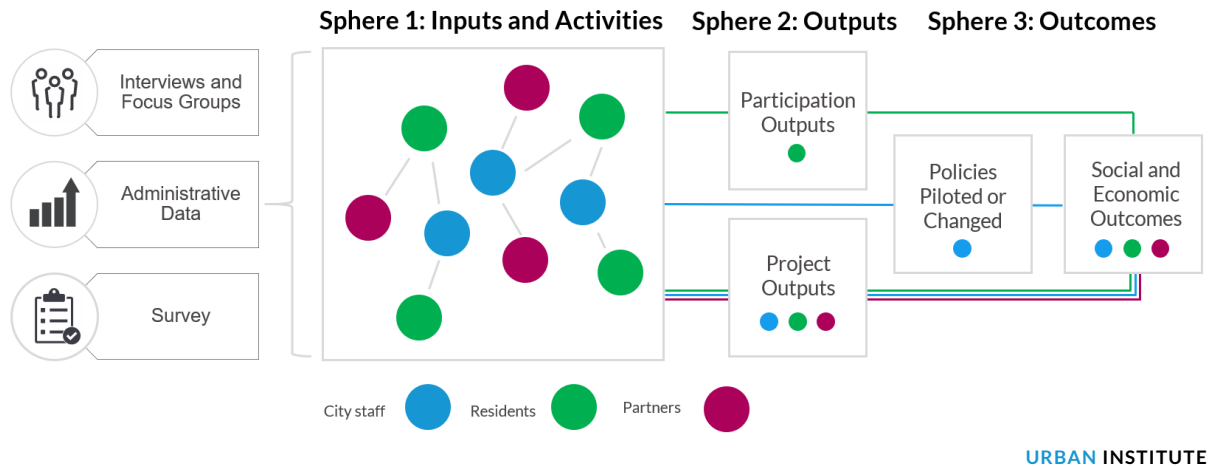 Sphere 1: Inputs and Activities
Sphere 2: Outputs
Sphere 3: Outcomes
Interviews and
Focus Groups
Administrative
Data
Survey
Participation
Outputs
Project
Outputs
Policies
Piloted or
Changed
Social and
Economic
Outcomes
City staff
Residents
Partners
URBAN INSTITUTE